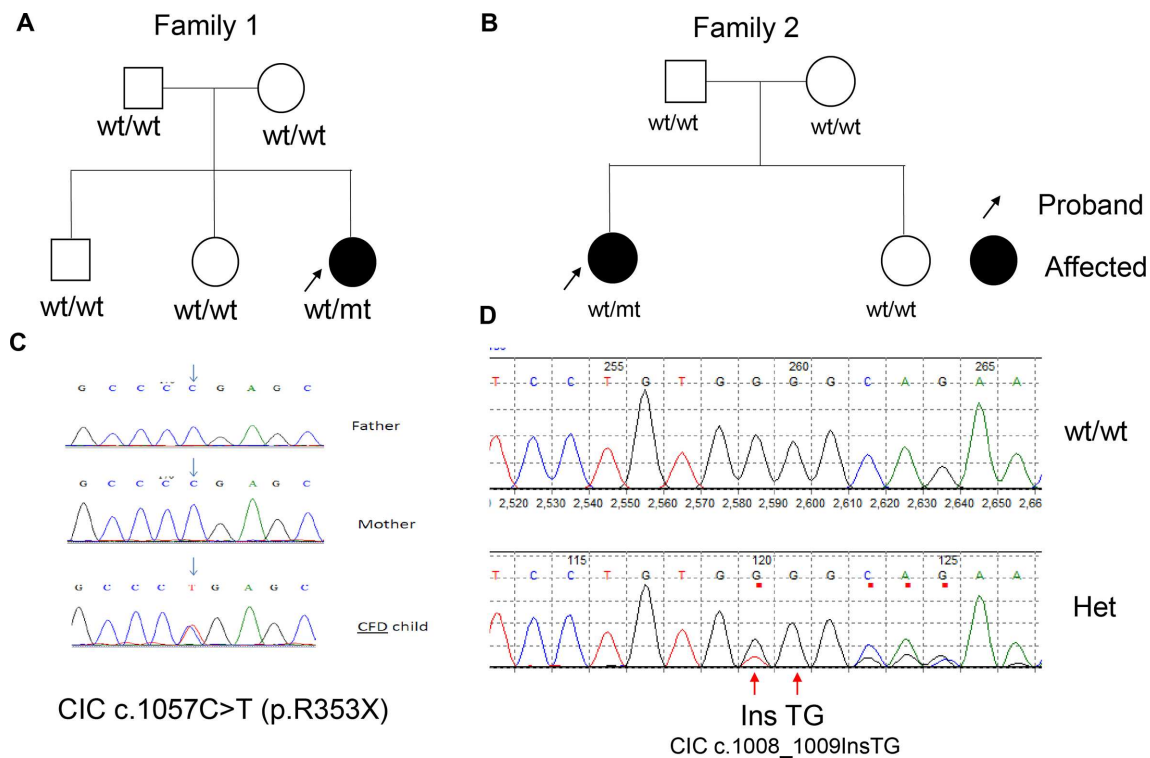 A
Family 1
wt/wt
wt/wt
wt/wt
wt/wt
wt/mt
B
Family 2
wt/wt
wt/wt
wt/mt
wt/wt
Proband
Affected
C
G C C C C G A G C
Father
G C C C C G A G C
Mother
G C C C T G A G C
CFD child
CIC c.1057C>T (p.R353X)
D
255 260 265
T C C T G T G G G G C A G A A
2,520 2,530 2,540 2,550 2,560 2,570 2,580 2,590 2,600 2,610 2,620 2,630 2,640 2,650
wt/wt
115 120 125
T C C T G T G G G G C A G A A
Het
Ins TG
CIC c.1008_1009InsTG